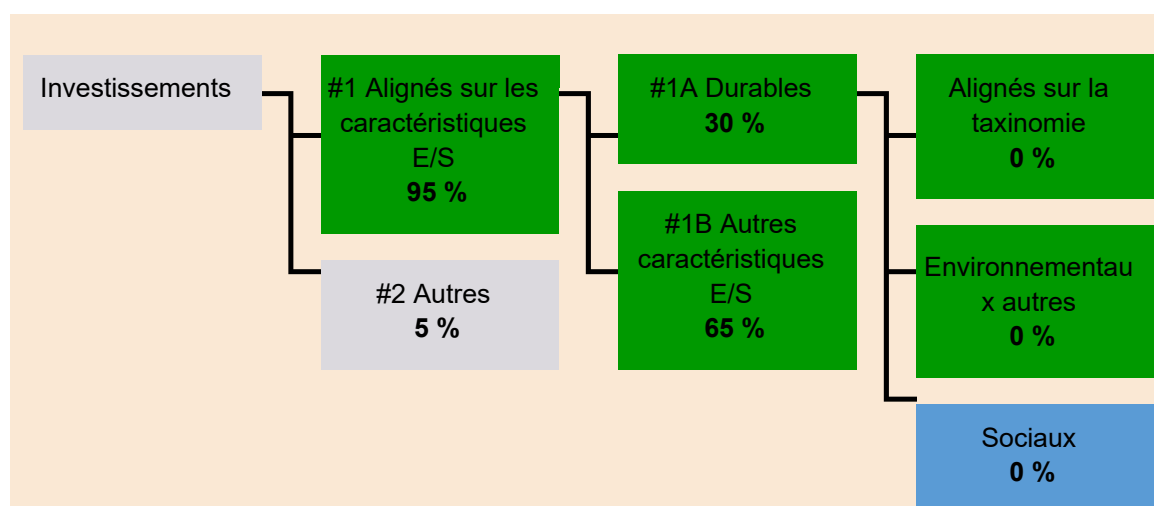 Investissements
#1 Alignés sur les
caractéristiques
E/S
95 %
#2 Autres
5 %
#1A Durables
30 %
#1B Autres
caractéristiques
E/S
65 %
Alignés sur la
taxinomie
0 %
Environnementau
x autres
0 %
Sociaux
0 %